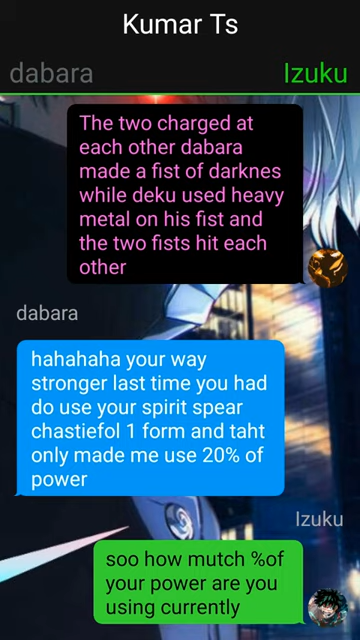 Kumar Ts
dabara
Izuku
The two charged at
each other dabara
made a fist of darknes
while deku used heavy
metal on his fist and
the two fists hit each
other
dabara
hahahaha your way
stronger last time you had
do use your spirit spear
chastiefol 1 form and taht
only made me use 20% of
power
Izuku
soo how mutch %of
your power are you
using currently